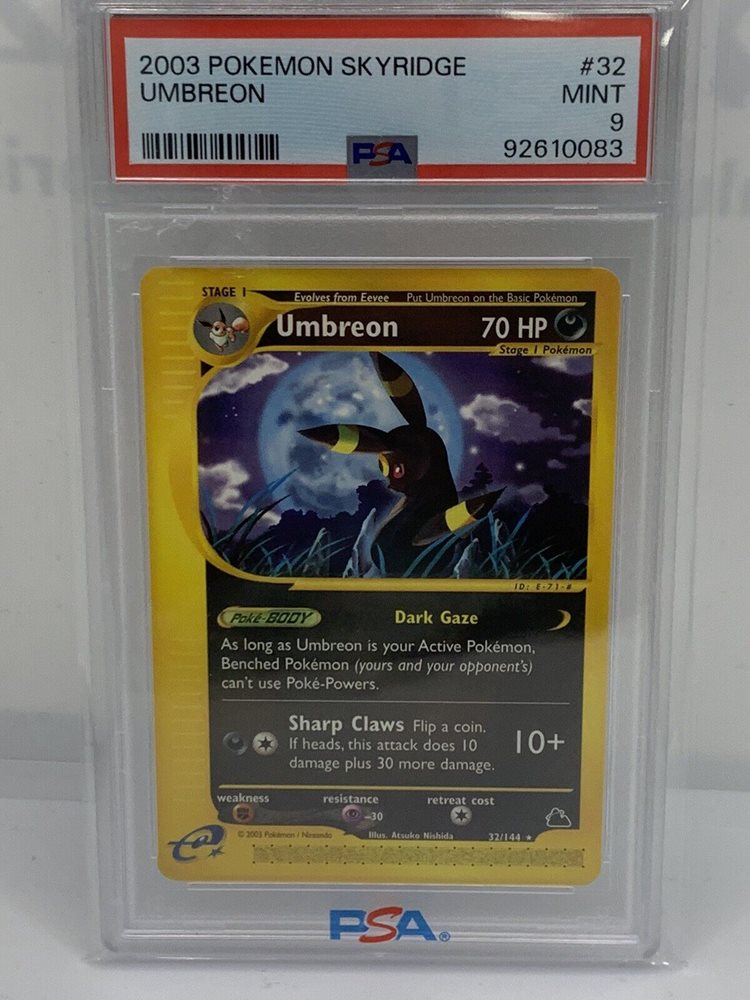 2003 POKEMON SKYRIDGE #32
UMBREON MINT
9
PSA 92610083
STAGE 1 Evolves from Eevee Put Umbreon on the Basic Pokémon
Umbreon 70 HP
Stage 1 Pokémon
ID: E-71-#
Poké-BODY Dark Gaze
As long as Umbreon is your Active Pokémon,
Benched Pokémon (yours and your opponent's)
can't use Poké-Powers.
Sharp Claws Flip a coin.
If heads, this attack does 10
damage plus 30 more damage.
10+
weakness resistance retreat cost
-30
© 2003 Pokémon / Nintendo Illus. Atsuko Nishida 32/144 ★
e
PSA®